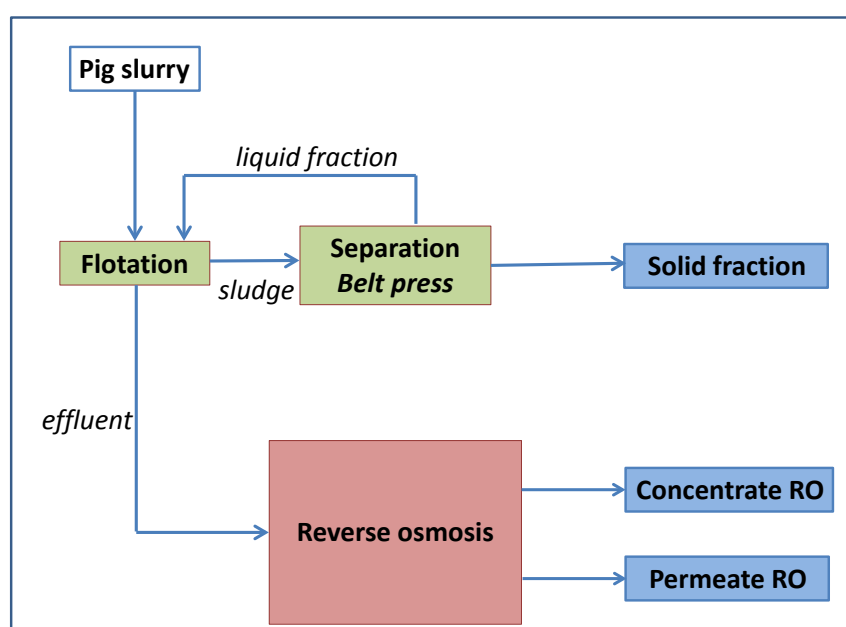 Pig slurry
liquid fraction
Flotation
sludge
Separation
Belt press
Solid fraction
effluent
Reverse osmosis
Concentrate RO
Permeate RO